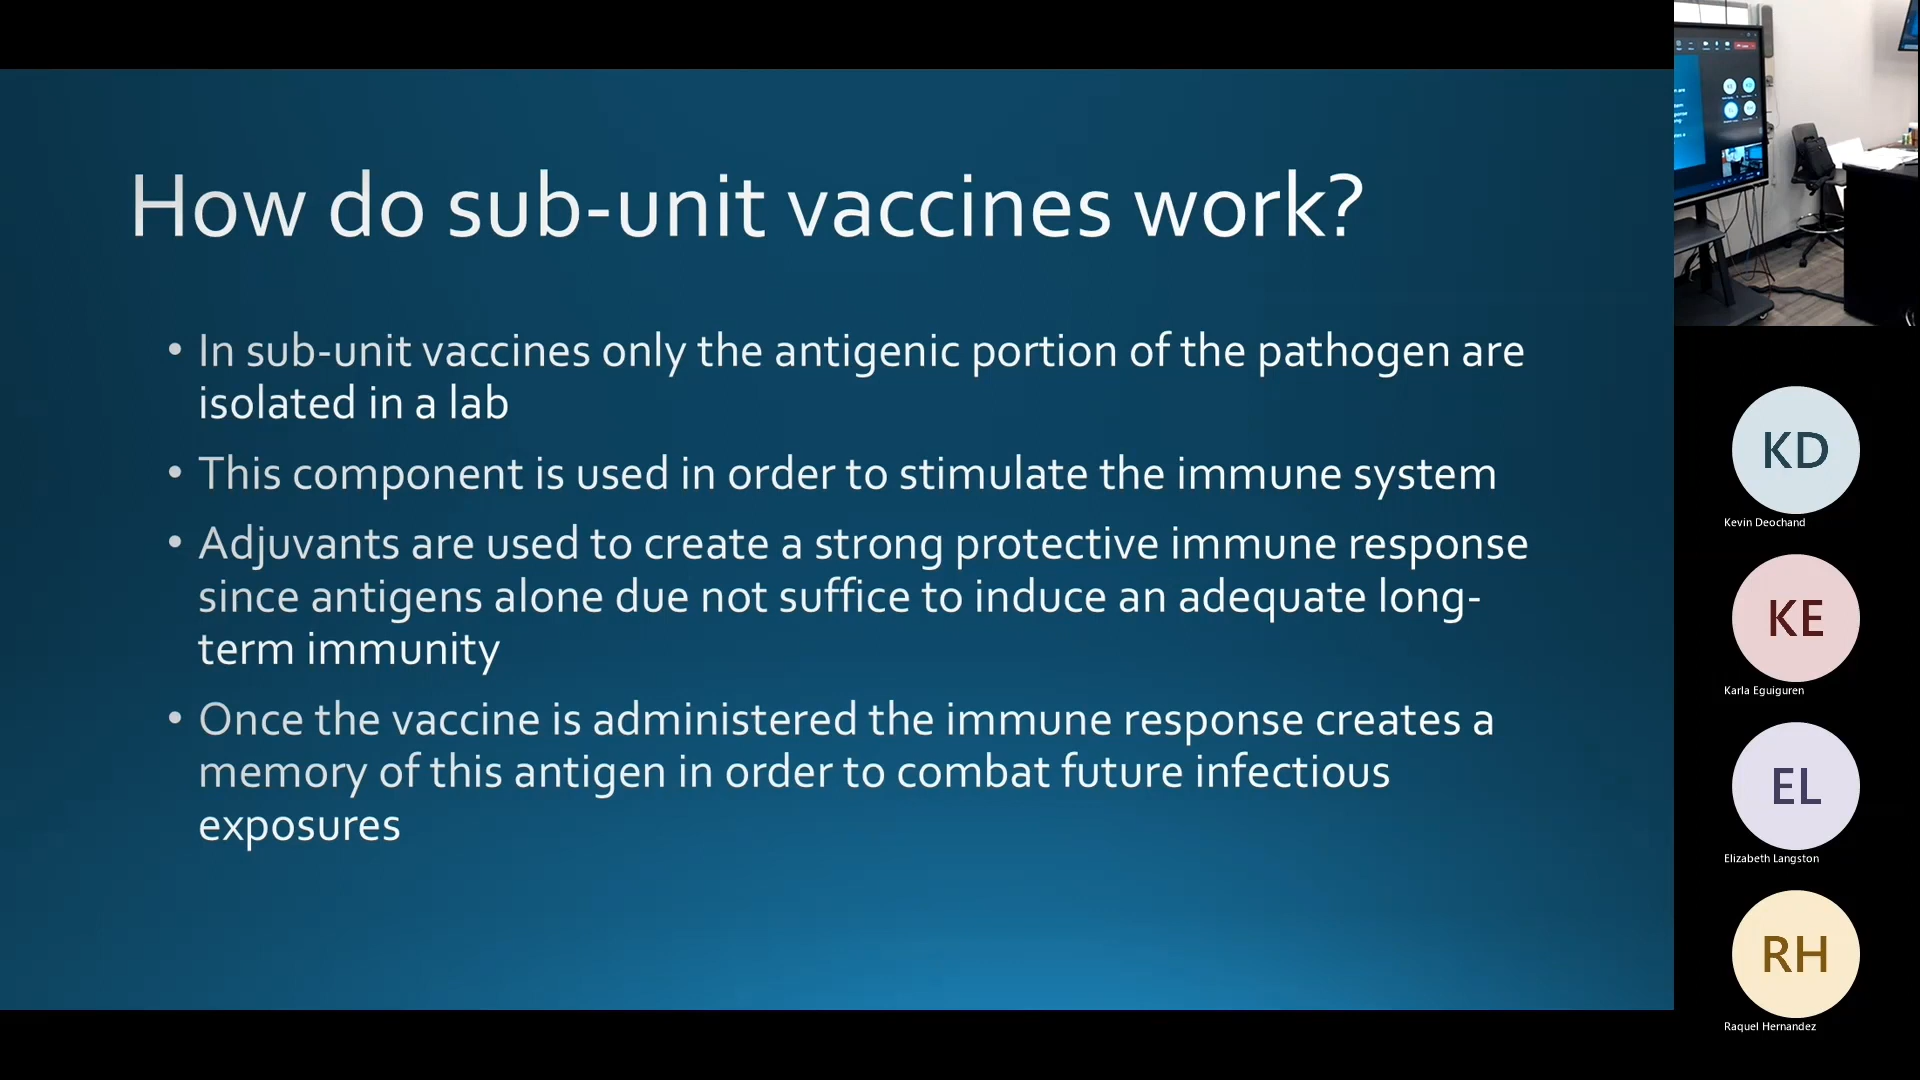 How do sub-unit vaccines work?
• In sub-unit vaccines only the antigenic portion of the pathogen are
isolated in a lab
• This component is used in order to stimulate the immune system
• Adjuvants are used to create a strong protective immune response
since antigens alone due not suffice to induce an adequate long-
term immunity
• Once the vaccine is administered the immune response creates a
memory of this antigen in order to combat future infectious
exposures
KD
Kevin Deochand
KE
Karla Eguiguren
EL
Elizabeth Langston
RH
Raquel Hernandez